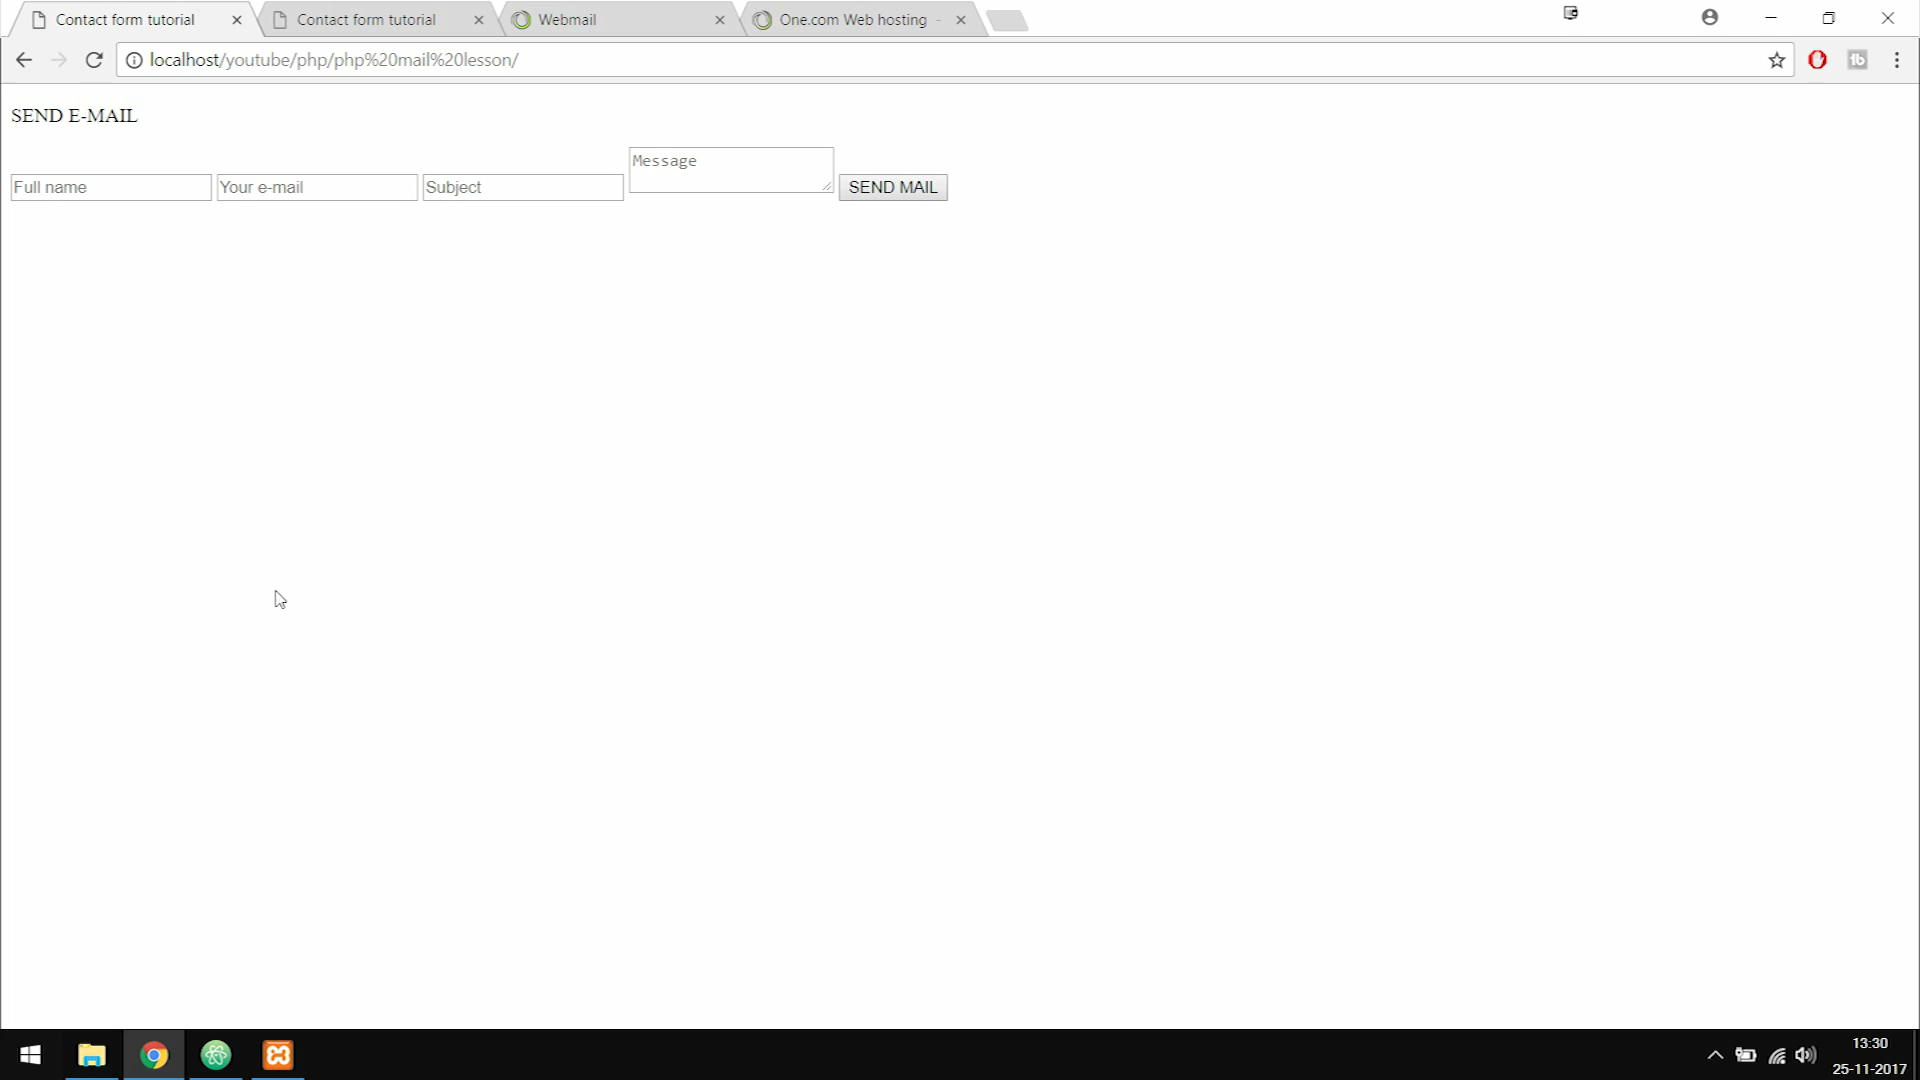 Contact form tutorial
Contact form tutorial
Webmail
One.com Web hosting -
localhost/youtube/php/php%20mail%20lesson/
SEND E-MAIL
Full name
Your e-mail
Subject
Message
SEND MAIL
13:30
25-11-2017